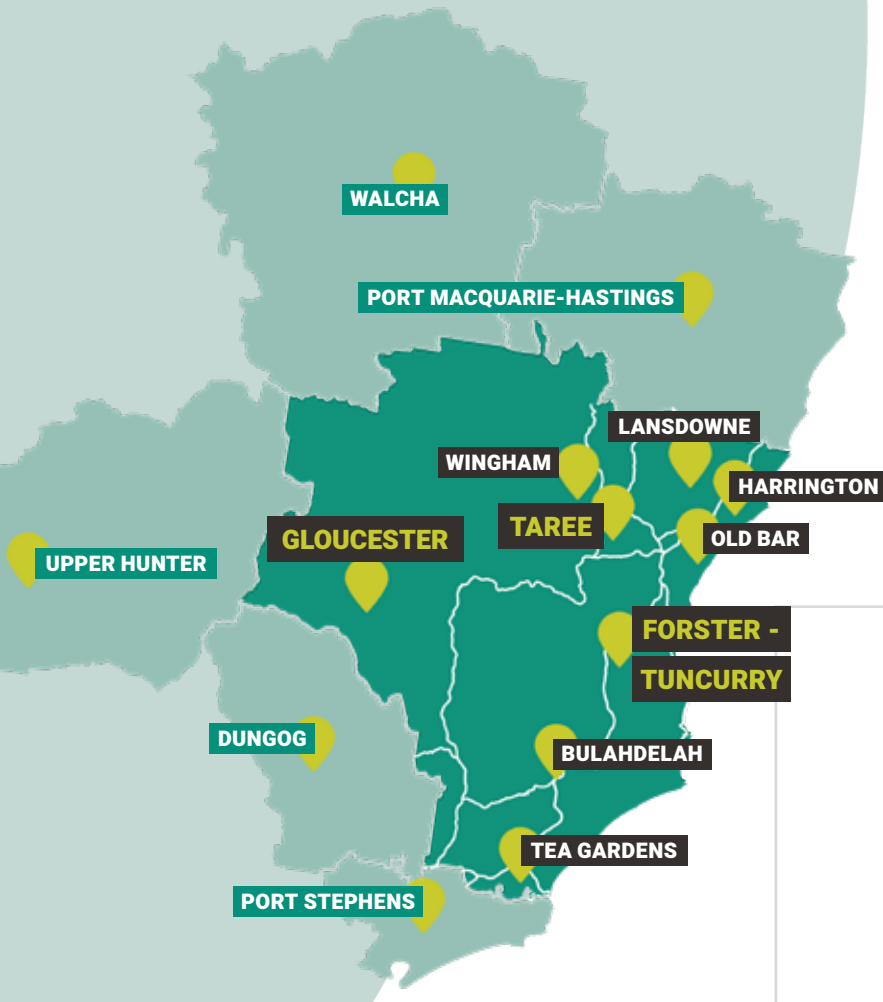 WALCHA
PORT MACQUARIE-HASTINGS
LANSDOWNE
WINGHAM
HARRINGTON
TAREE
GLOUCESTER
OLD BAR
UPPER HUNTER
FORSTER -
TUNCURRY
DUNGOG
BULAHDELAH
TEA GARDENS
PORT STEPHENS